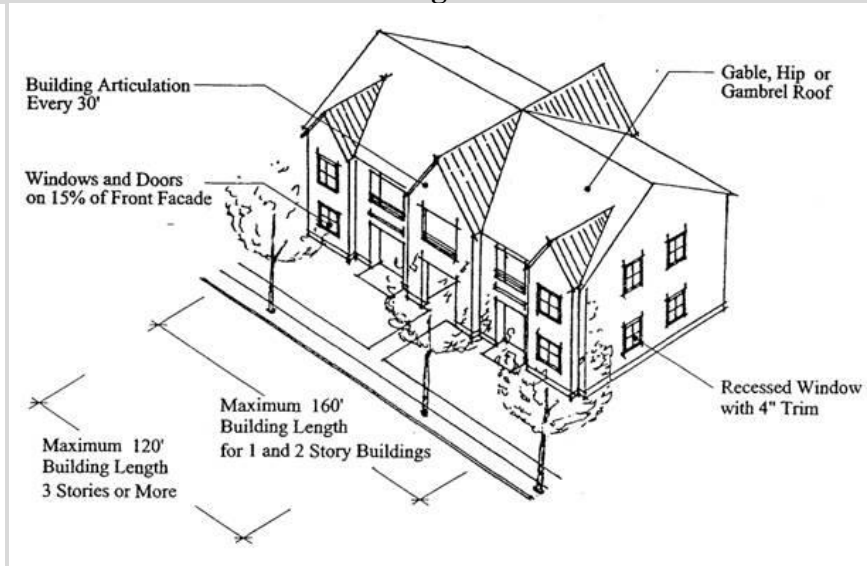 Building Articulation
Every 30'
Gable, Hip or
Gambrel Roof
Windows and Doors
on 15% of Front Facade
Recessed Window
with 4" Trim
Maximum 160'
Building Length
for 1 and 2 Story Buildings
Maximum 120'
Building Length
3 Stories or More